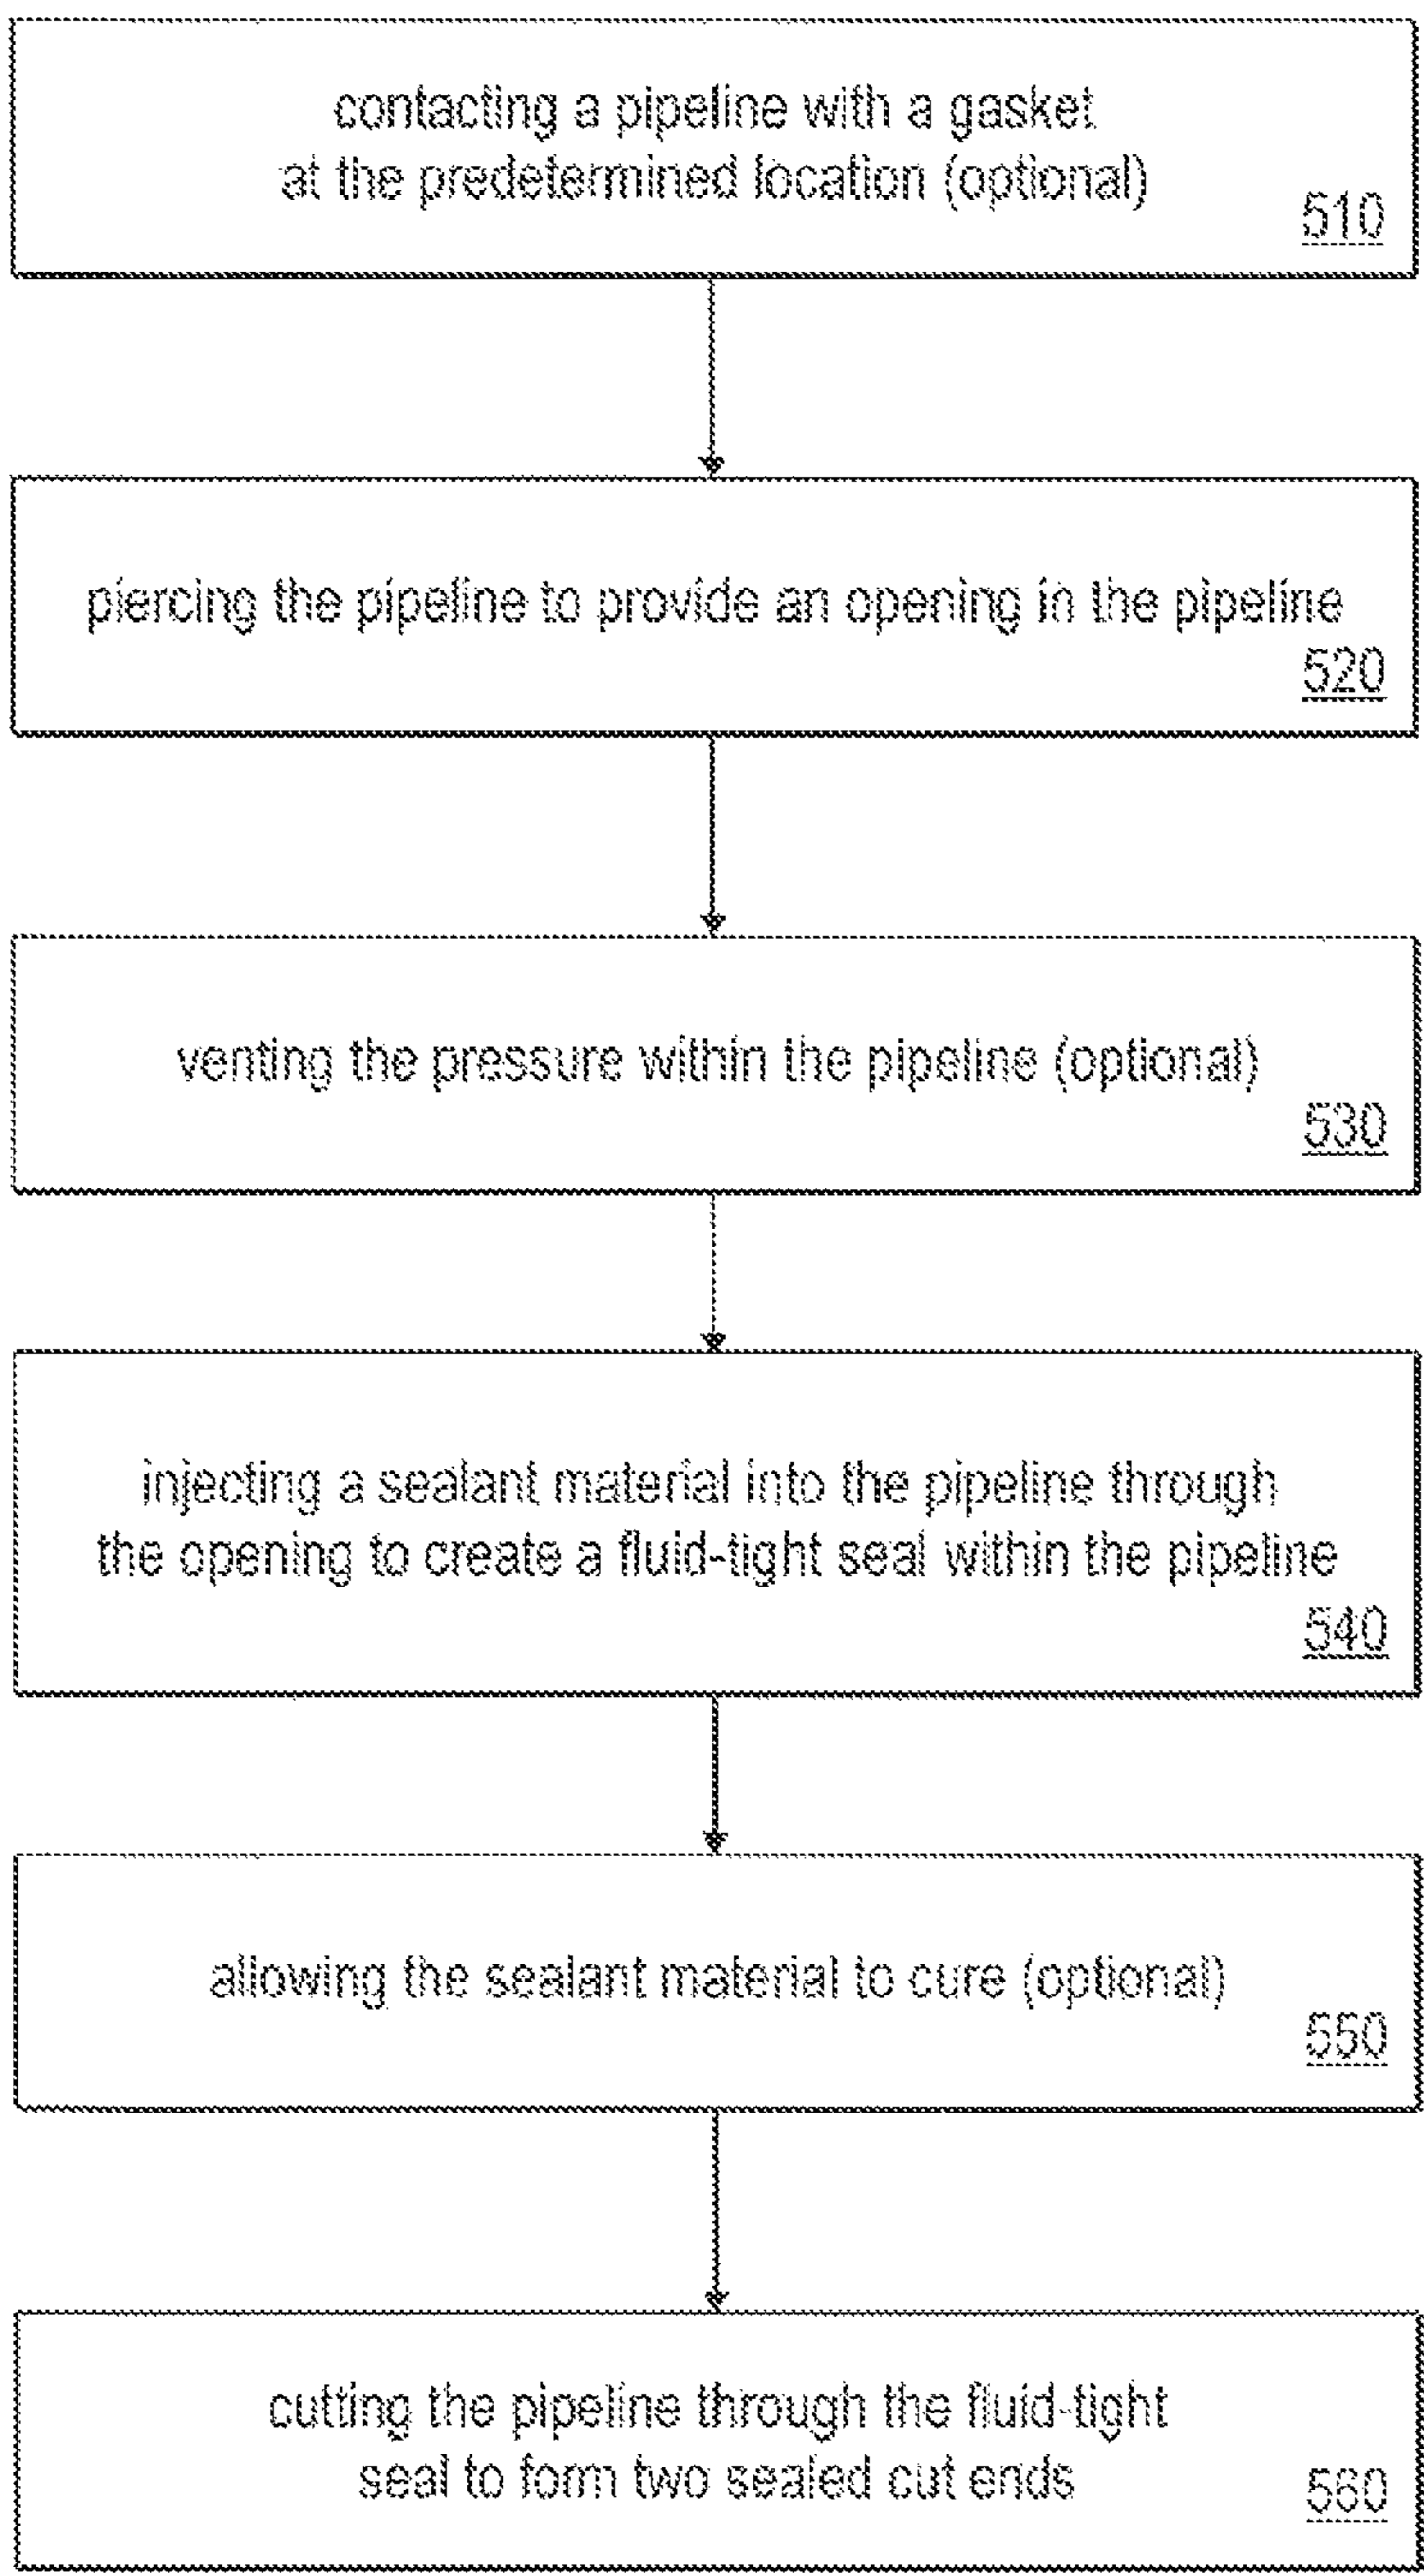 contacting a pipeline with a gasket
at the predetermined location (optional)
510
piercing the pipeline to provide an opening in the pipeline
520
venting the pressure within the pipeline (optional)
530
injecting a sealant material into the pipeline through
the opening to create a fluid-tight seal within the pipeline
540
allowing the sealant material to cure (optional)
550
cutting the pipeline through the fluid-tight
seal to form two sealed cut ends
560